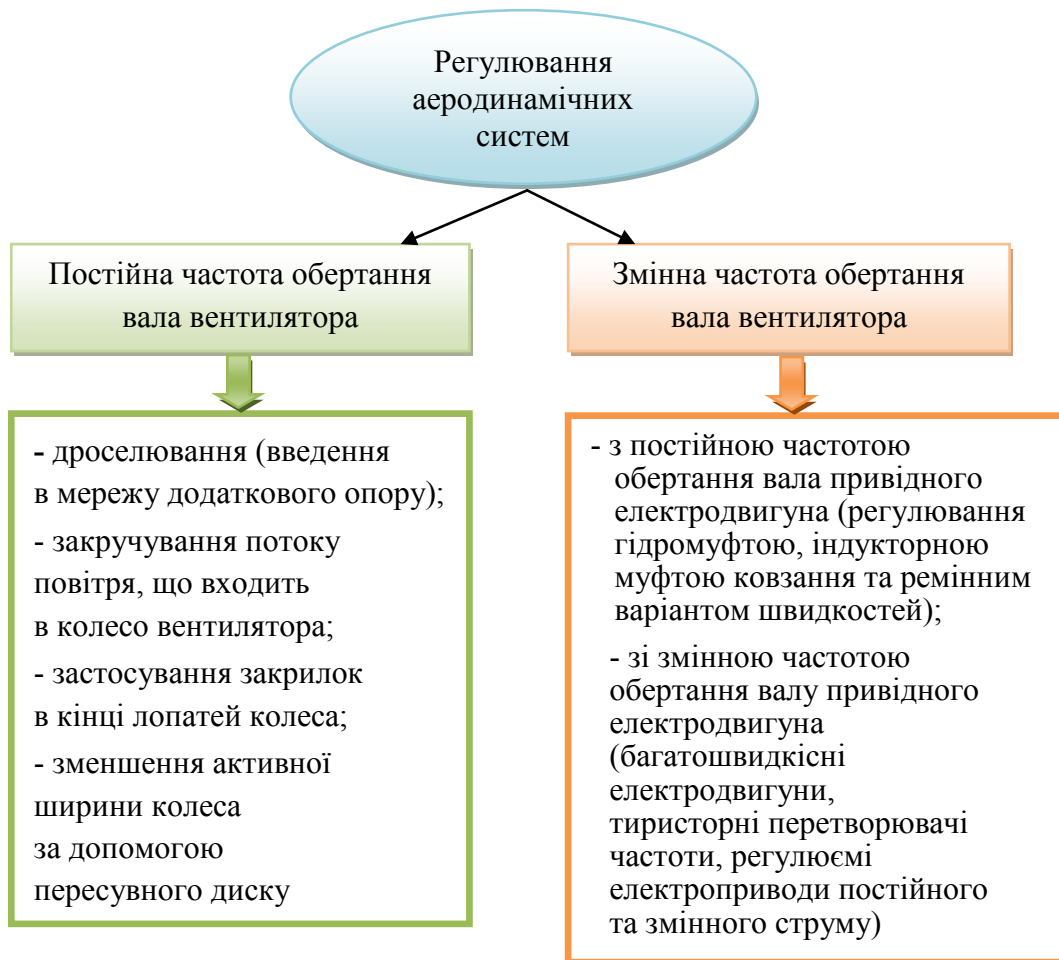 Регулювання
аеродинамічних
систем
Постійна частота обертання
вала вентилятора
Змінна частота обертання
вала вентилятора
- дроселювання (введення
в мережу додаткового опору);
- закручування потоку
повітря, що входить
в колесо вентилятора;
- застосування закрилок
в кінці лопатей колеса;
- зменшення активної
ширини колеса
за допомогою
пересувного диску
- з постійною частотою
обертання вала привідного
електродвигуна (регулювання
гідромуфтою, індукторною
муфтою ковзання та ремінним
варіантом швидкостей);
- зі змінною частотою
обертання валу привідного
електродвигуна
(багатошвидкісні
електродвигуни,
тиристорні перетворювачі
частоти, регулюємі
електроприводи постійного
та змінного струму)